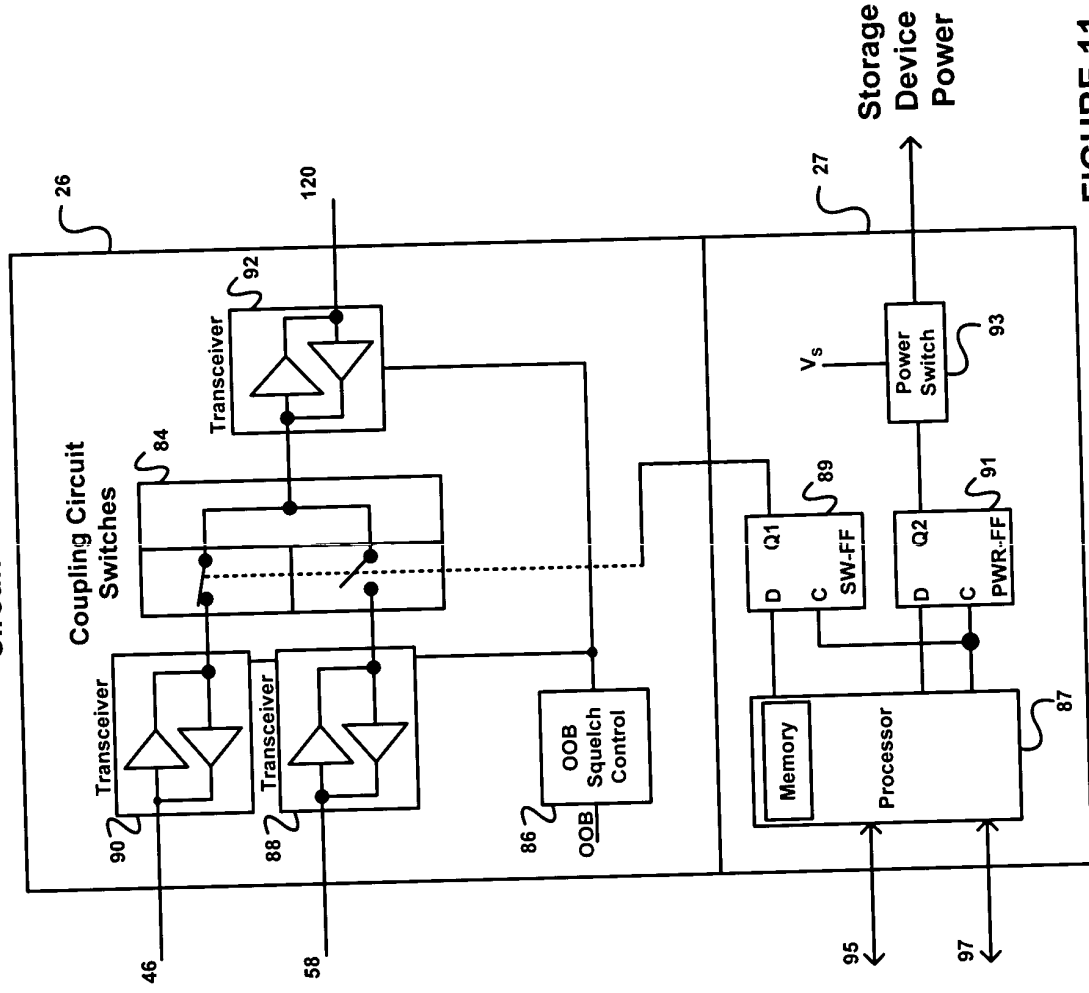 26
120
92
Transceiver
84
Coupling Circuit
Switches
Transceiver
Transceiver
90
88
46
58
OOB
Squelch
Control
86
OOB
27
Storage
Device
Power
Vs
Power
Switch
93
89
Q1
D
C
SW-FF
91
Q2
D
C
PWR-FF
Memory
Processor
87
95
97
FIGURE 11